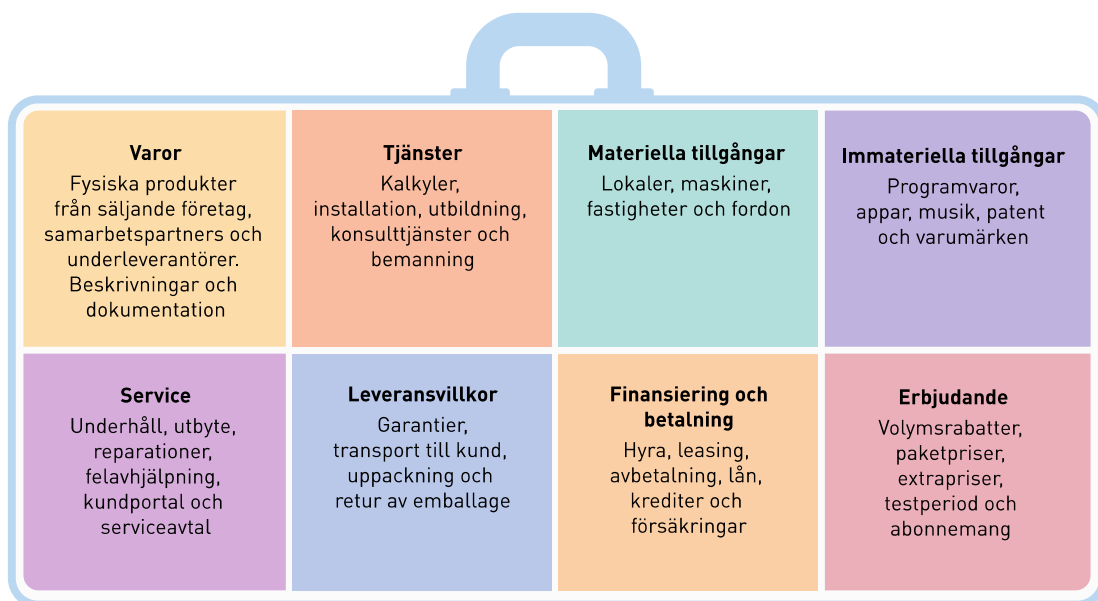 Varor
Fysiska produkter
från säljande företag,
samarbetspartners och
underleverantörer.
Beskrivningar och
dokumentation
Tjänster
Kalkyler,
installation, utbildning,
konsulttjänster och
bemanning
Materiella tillgångar
Lokaler, maskiner,
fastigheter och fordon
Immateriella tillgångar
Programvaror,
appar, musik, patent
och varumärken
Service
Underhåll, utbyte,
reparationer,
felavhjälpning,
kundportal och
serviceavtal
Leveransvillkor
Garantier,
transport till kund,
uppackning och
retur av emballage
Finansiering och
betalning
Hyra, leasing,
avbetalning, lån,
krediter och
försäkringar
Erbjudande
Volymsrabatter,
paketpriser,
extrapriser,
testperiod och
abonnemang